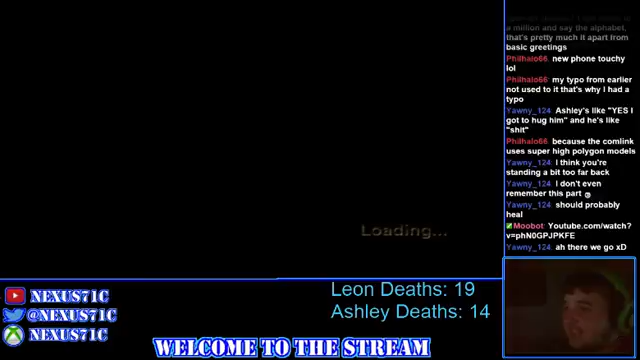 a million and say the alphabet,
that's pretty much it apart from
basic greetings
Philhalo66: new phone touchy
lol
Philhalo66: my typo from earlier
not used to it that's why I had a
typo
Yawny_124: Ashley's like "YES I
got to hug him" and he's like
"shit"
Philhalo66: because the comlink
uses super high polygon models
Yawny_124: I think you're
standing a bit too far back
Yawny_124: I don't even
remember this part
Yawny_124: should probably
heal
Moobot: Youtube.com/watch?
v=phN0GPJPKFE
Yawny_124: ah there we go xD
Loading...
Leon Deaths: 19
Ashley Deaths: 14
NEXUS71C
@NEXUS71C
NEXUS71C
WELCOME TO THE STREAM